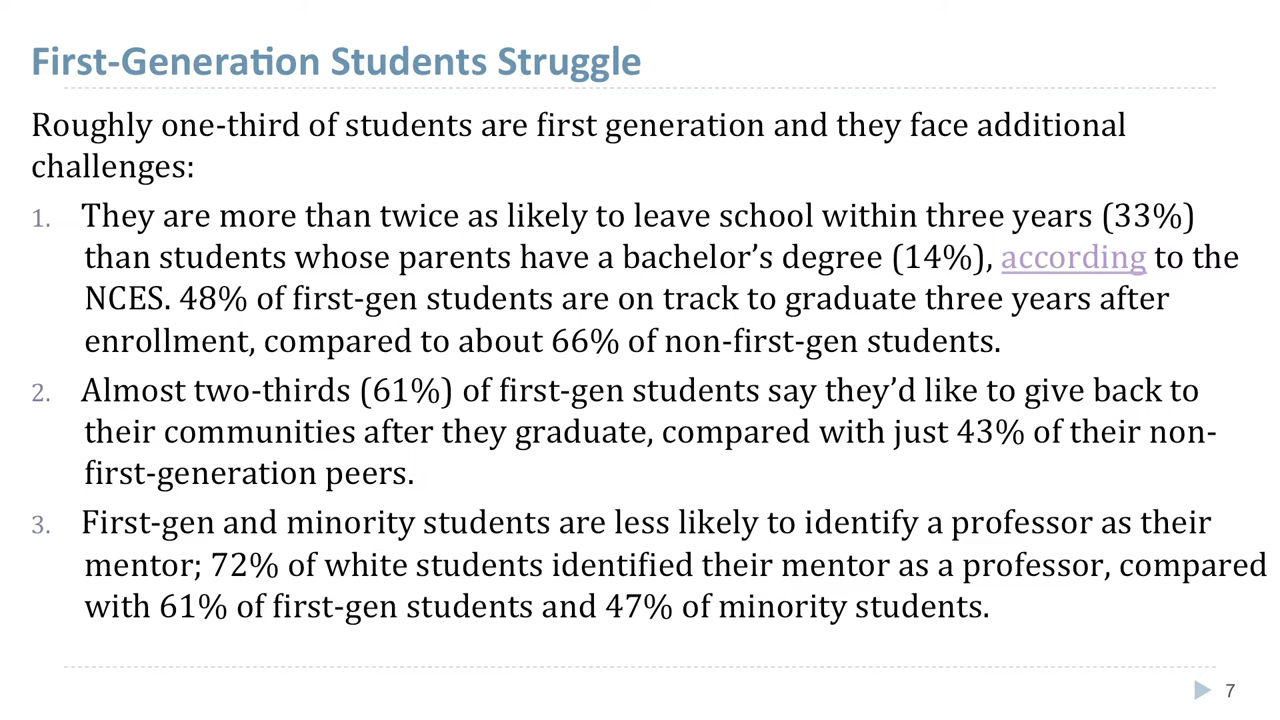 First-Generation Students Struggle
Roughly one-third of students are first generation and they face additional
challenges:
1. They are more than twice as likely to leave school within three years (33%)
than students whose parents have a bachelor’s degree (14%), according to the
NCES. 48% of first-gen students are on track to graduate three years after
enrollment, compared to about 66% of non-first-gen students.
2. Almost two-thirds (61%) of first-gen students say they’d like to give back to
their communities after they graduate, compared with just 43% of their non-
first-generation peers.
3. First-gen and minority students are less likely to identify a professor as their
mentor; 72% of white students identified their mentor as a professor, compared
with 61% of first-gen students and 47% of minority students.
7